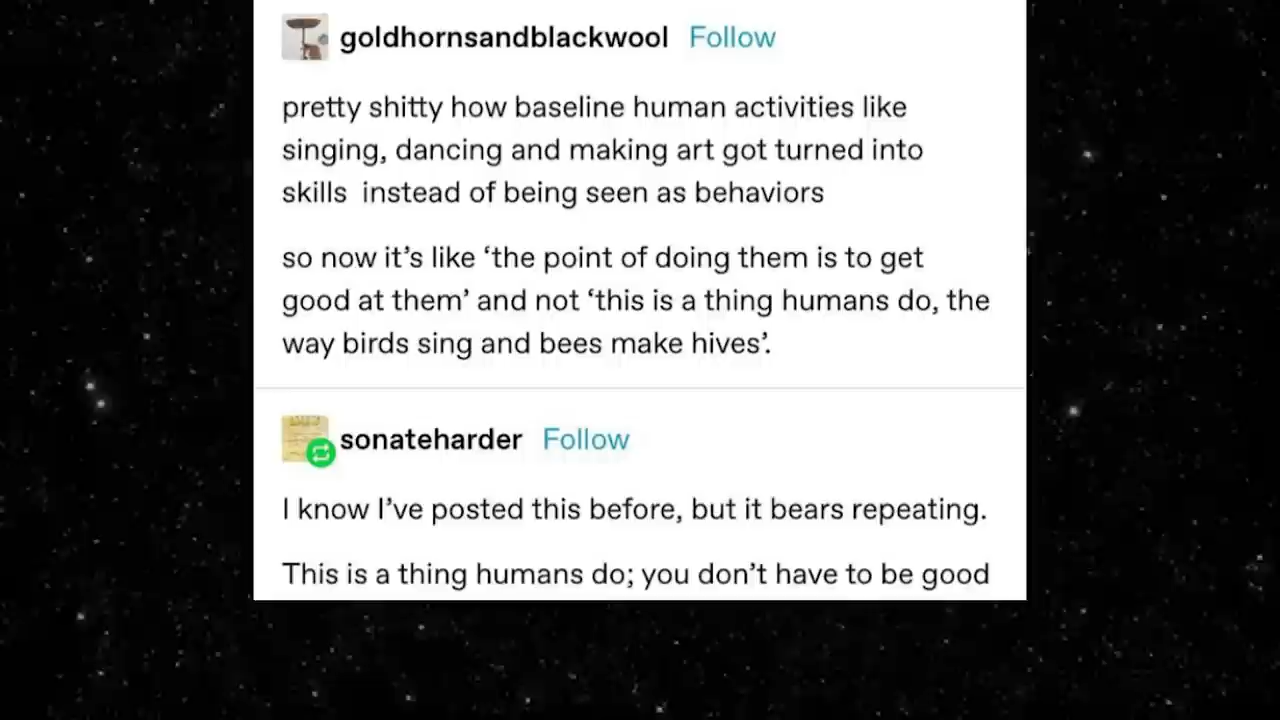 goldhornsandblackwool Follow
pretty shitty how baseline human activities like
singing, dancing and making art got turned into
skills instead of being seen as behaviors
so now it’s like ‘the point of doing them is to get
good at them’ and not ‘this is a thing humans do, the
way birds sing and bees make hives’.
sonateharder Follow
I know I’ve posted this before, but it bears repeating.
This is a thing humans do; you don’t have to be good